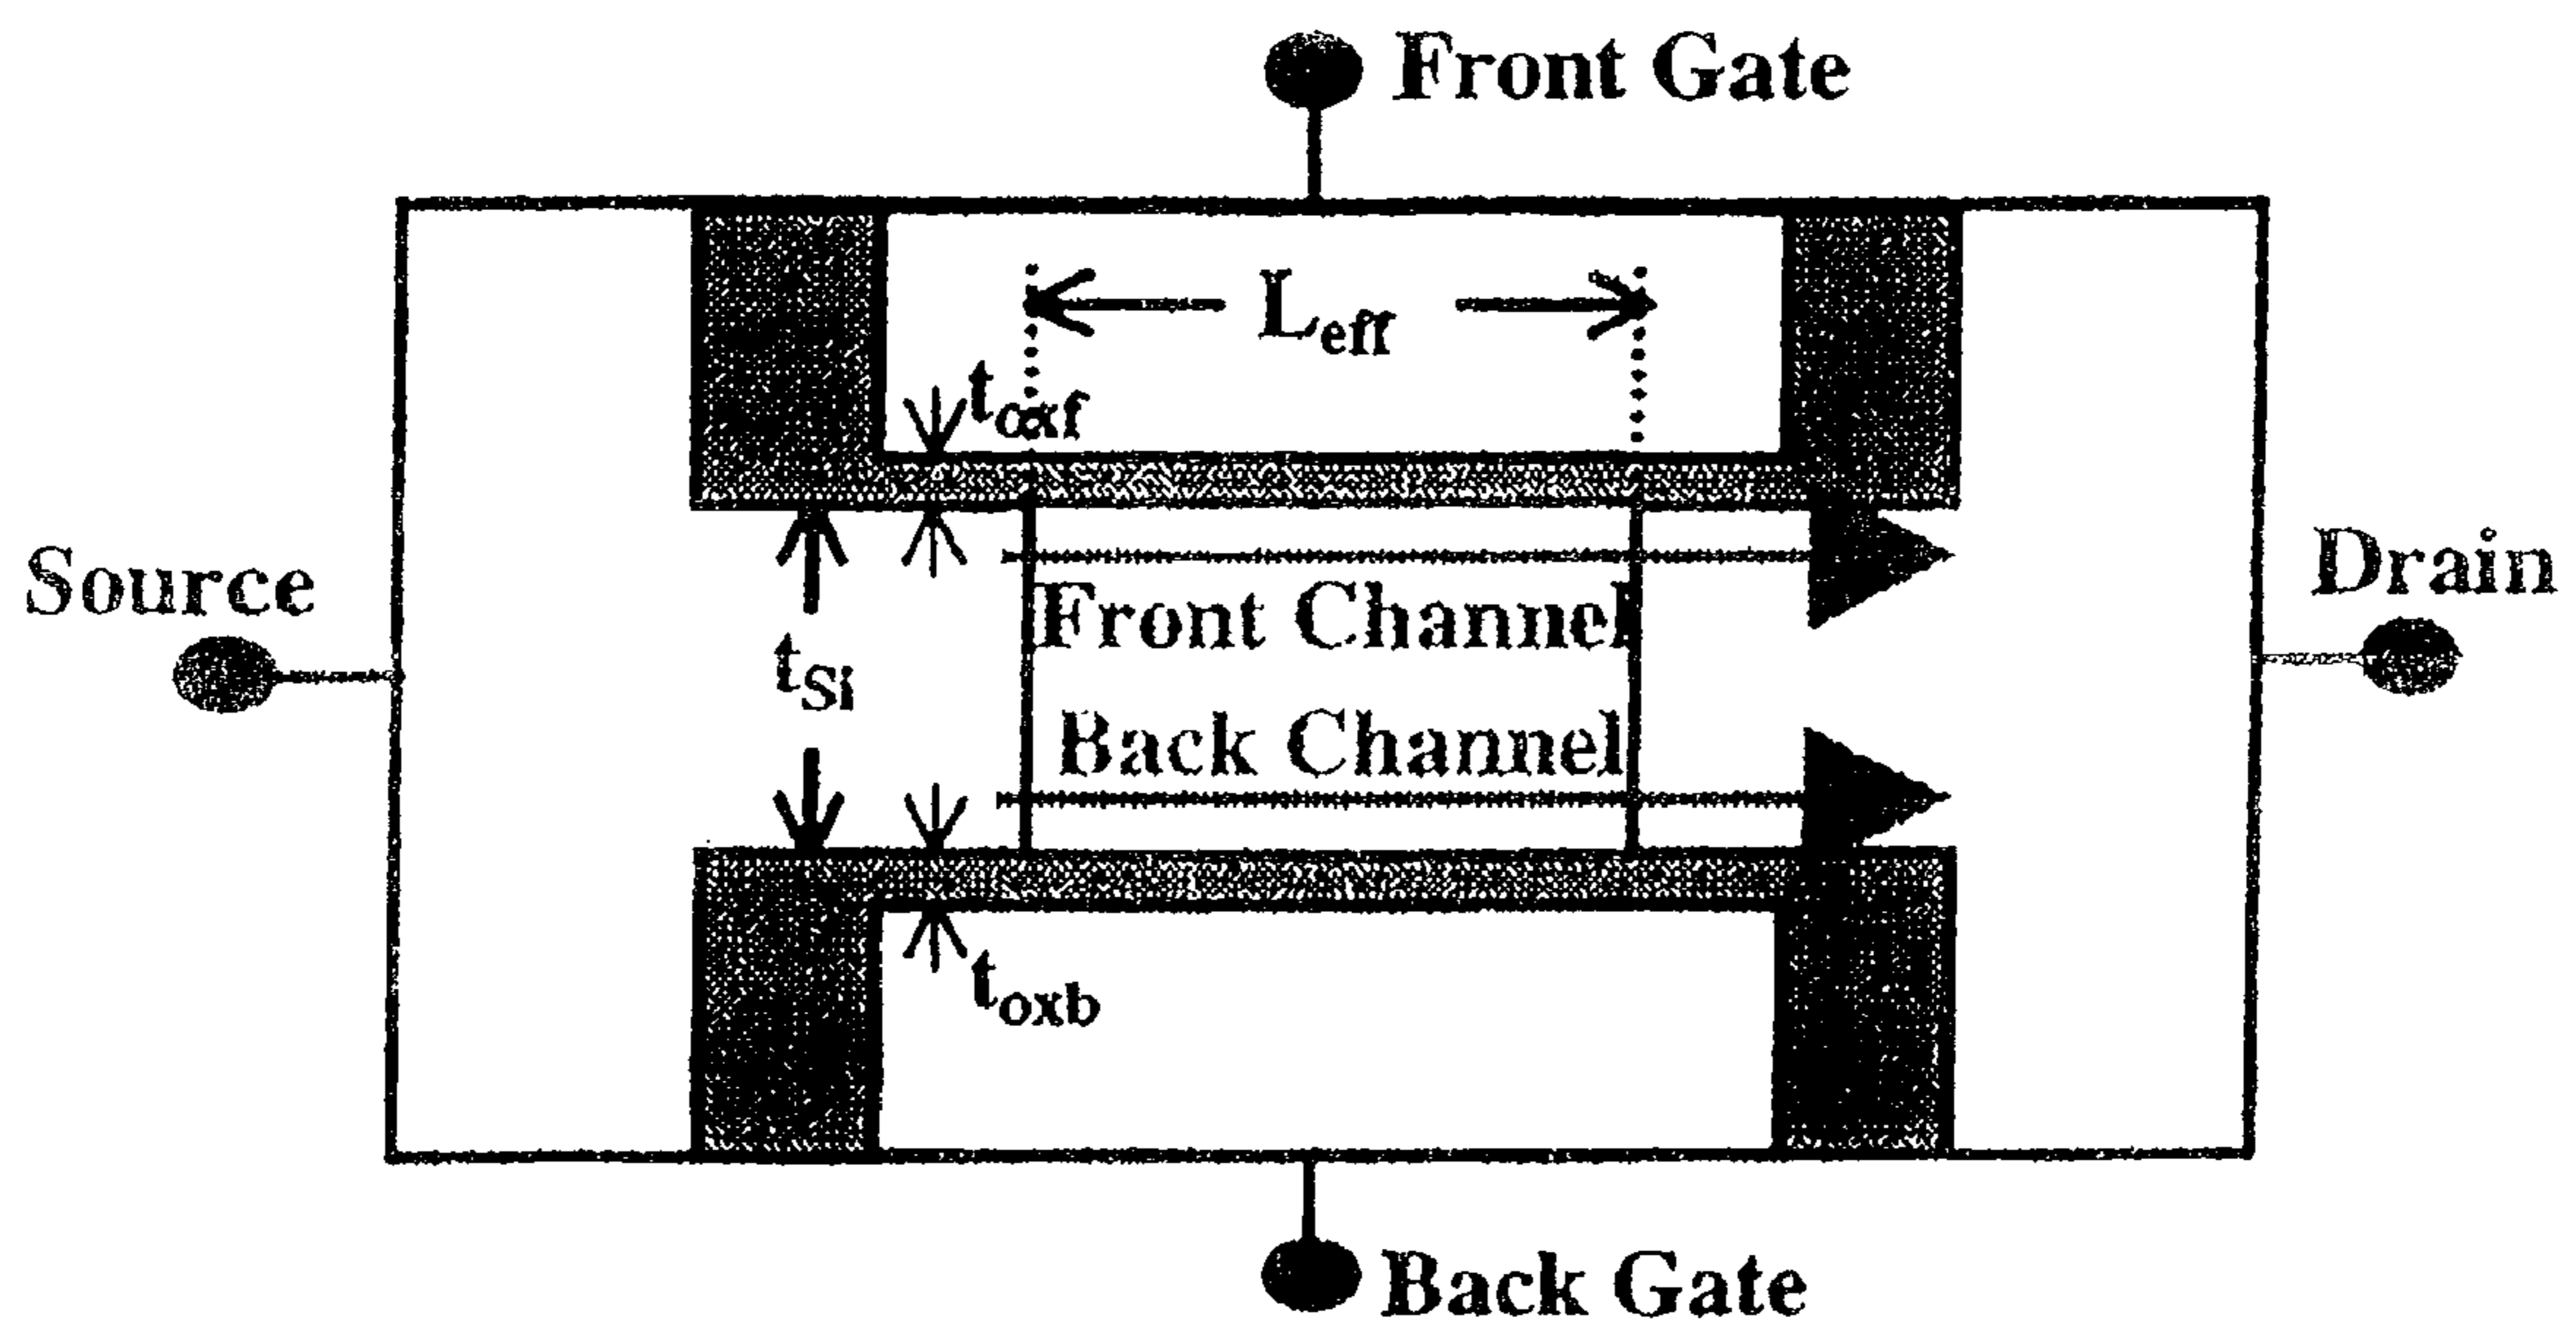 Front Gate
Leff
toxf
Source
Drain
Front Channel
tSi
Back Channel
toxb
Back Gate